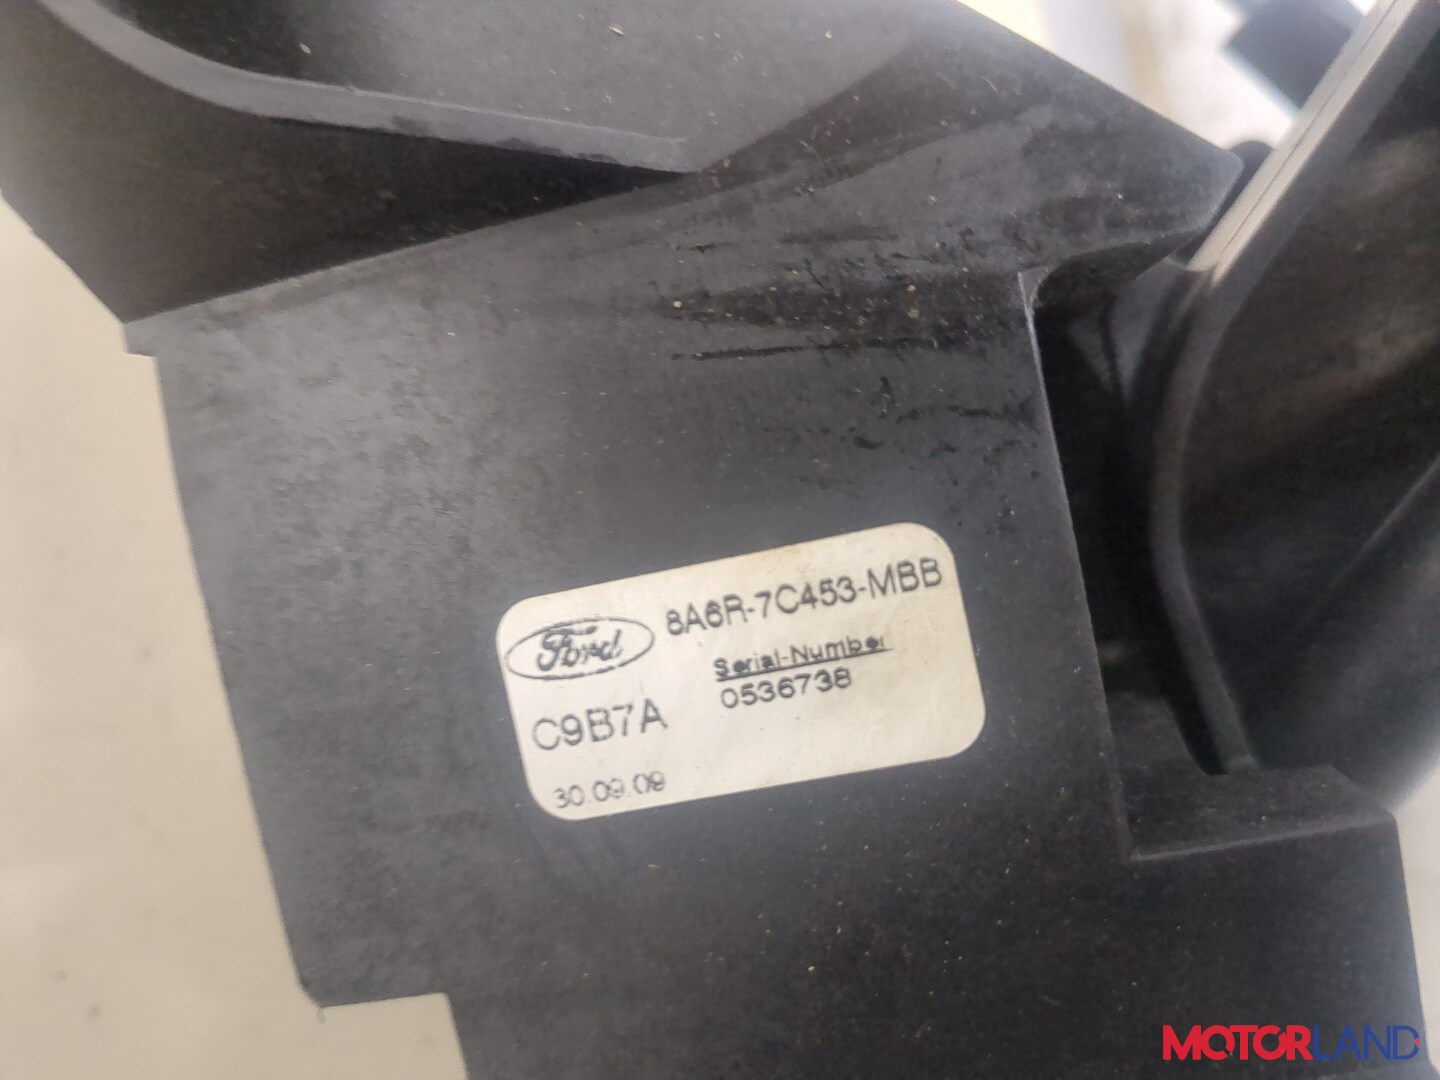 Ford
8A6R-7C453-MBB
Serial-Number
0536738
C9B7A
30.09.09
MOTORLAND